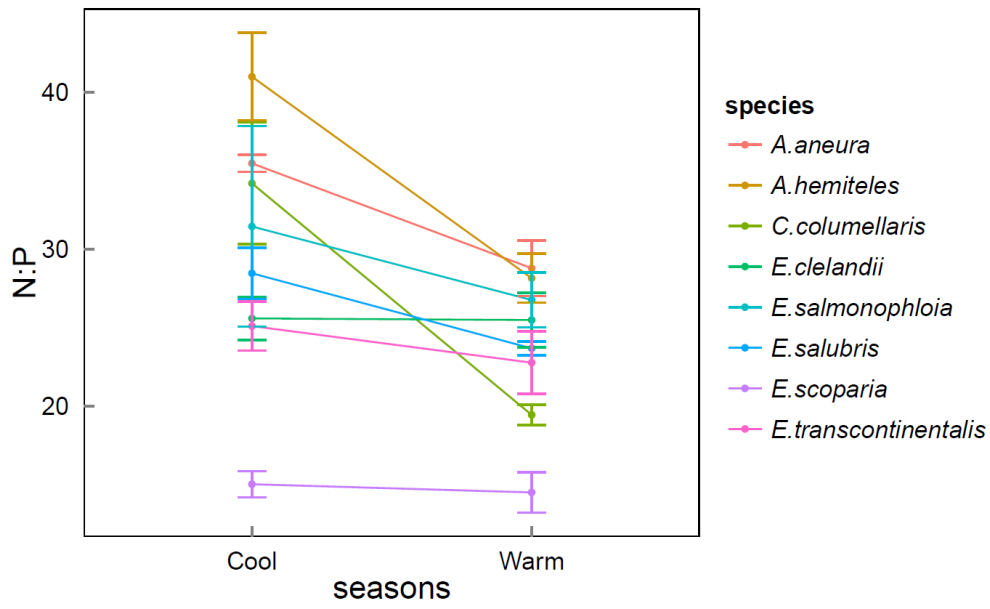 N:P
40
30
20
Cool
Warm
seasons
species
A.aneura
A.hemiteles
C.columellaris
E.clelandii
E.salmonophloia
E.salubris
E.scoparia
E.transcontinentalis